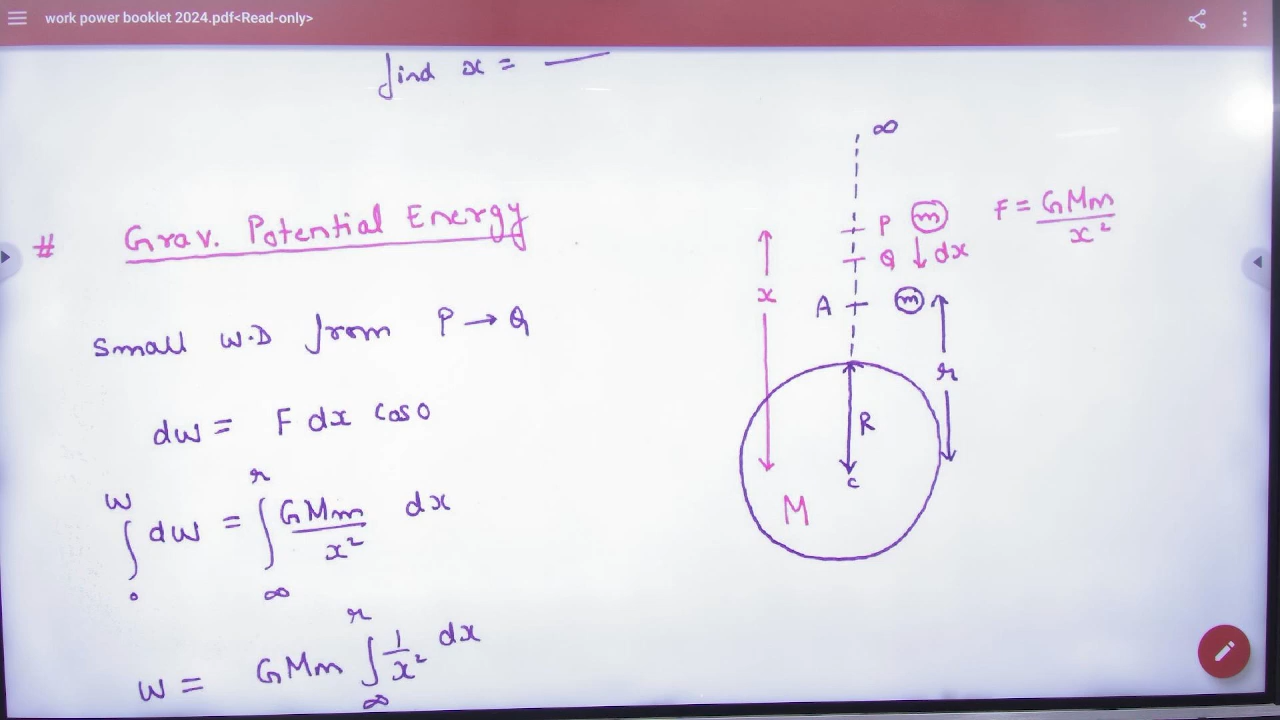 work power booklet 2024.pdf<Read-only>
find x =
# Grav. Potential Energy
Small W.D from P → Q
dw = F dx cos 0
∫₀ᵂ dw = ∫∞ʳ GMm/x² dx
w = GMm ∫∞ʳ 1/x² dx
∞
P m F = GMm/x²
Q ↓ dx
x
A m
r
R
c
M